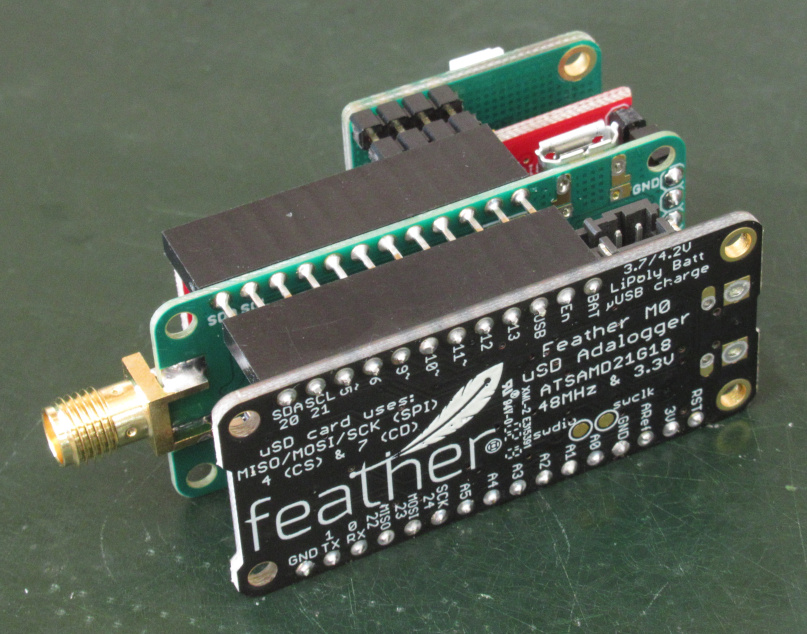 GND
SD
3.7/4.2V
LiPoly Batt
µUSB charge
BAT
En
USB
13
12
11~
10~
9~
6
5~
SCL
21
SDA
20
Feather M0
uSD Adalogger
ATSAMD21G18
48MHz & 3.3V
uSD card uses:
MISO/MOSI/SCK (SPI)
4 (CS) & 7 (CD)
feather®
swdio
swclk
RST
3V
ARef
GND
A0
A1
A2
A3
A4
A5
SCK
24
MOSI
23
MISO
22
0
RX
1
TX
GND